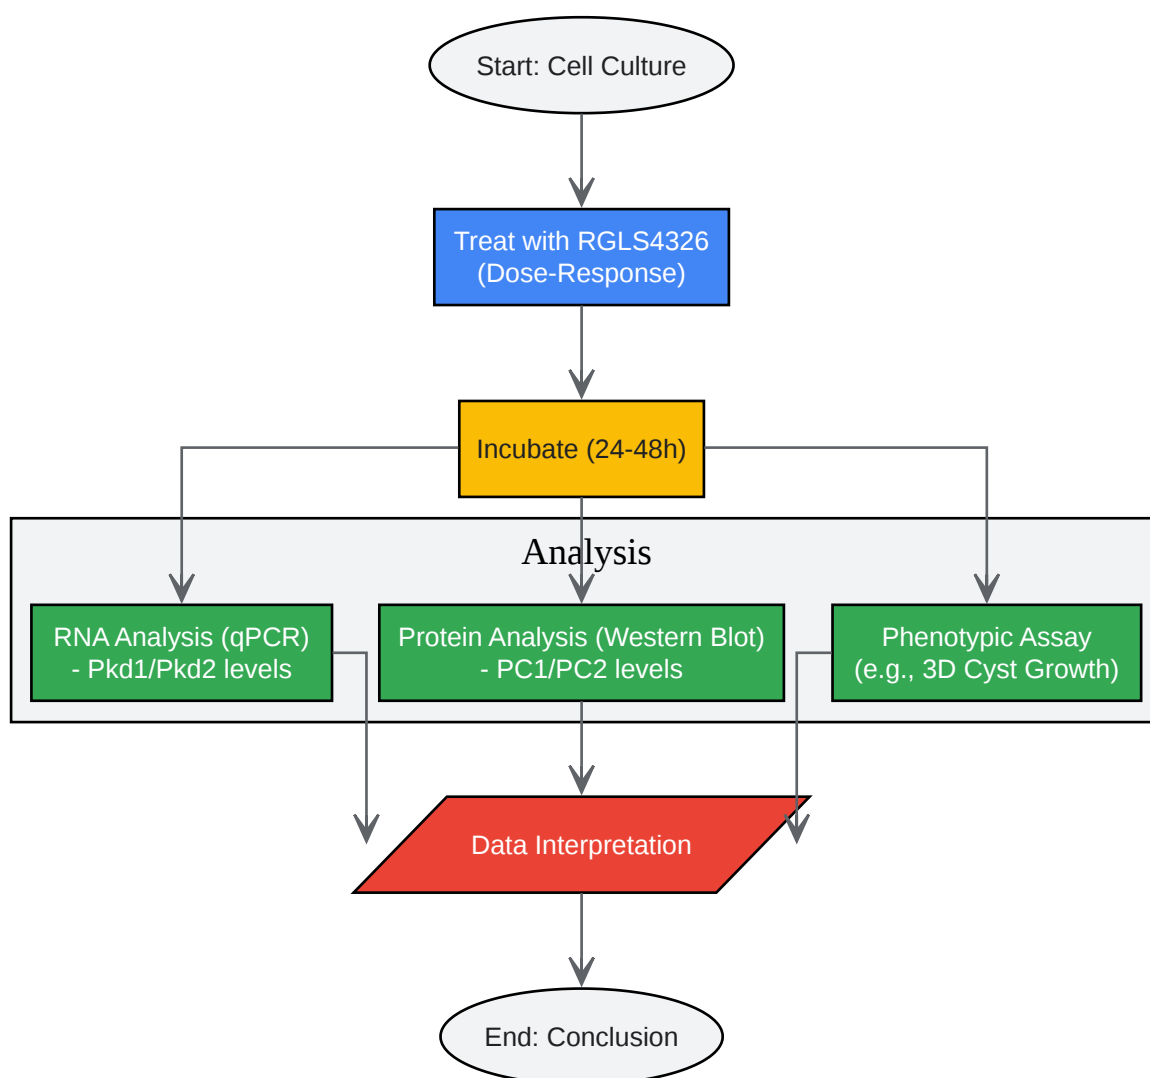 Start: Cell Culture
Treat with RGLS4326
(Dose-Response)
Incubate (24-48h)
Analysis
RNA Analysis (qPCR)
- Pkd1/Pkd2 levels
Protein Analysis (Western Blot)
- PC1/PC2 levels
Phenotypic Assay
(e.g., 3D Cyst Growth)
Data Interpretation
End: Conclusion